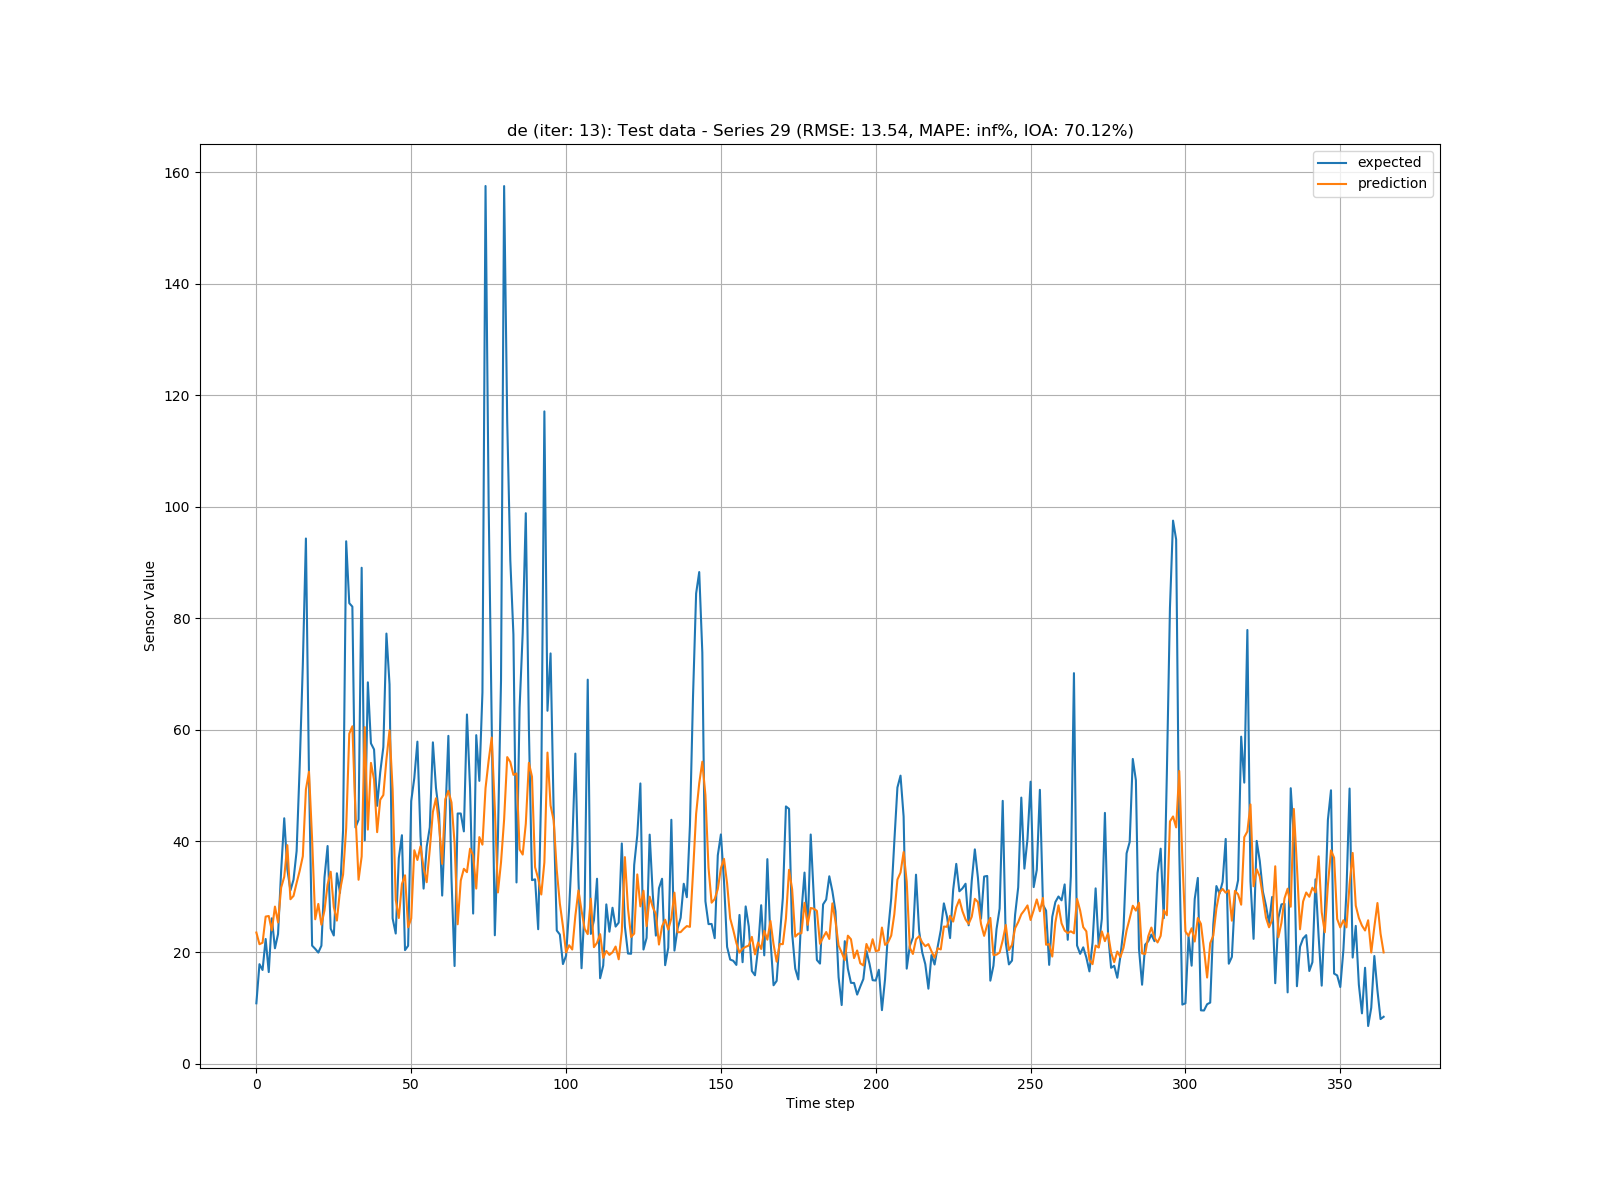 de (iter: 13): Test data - Series 29 (RMSE: 13.54, MAPE: inf%, IOA: 70.12%)
expected
prediction
160
140
120
100
80
60
40
20
0
Sensor Value
0 50 100 150 200 250 300 350
Time step